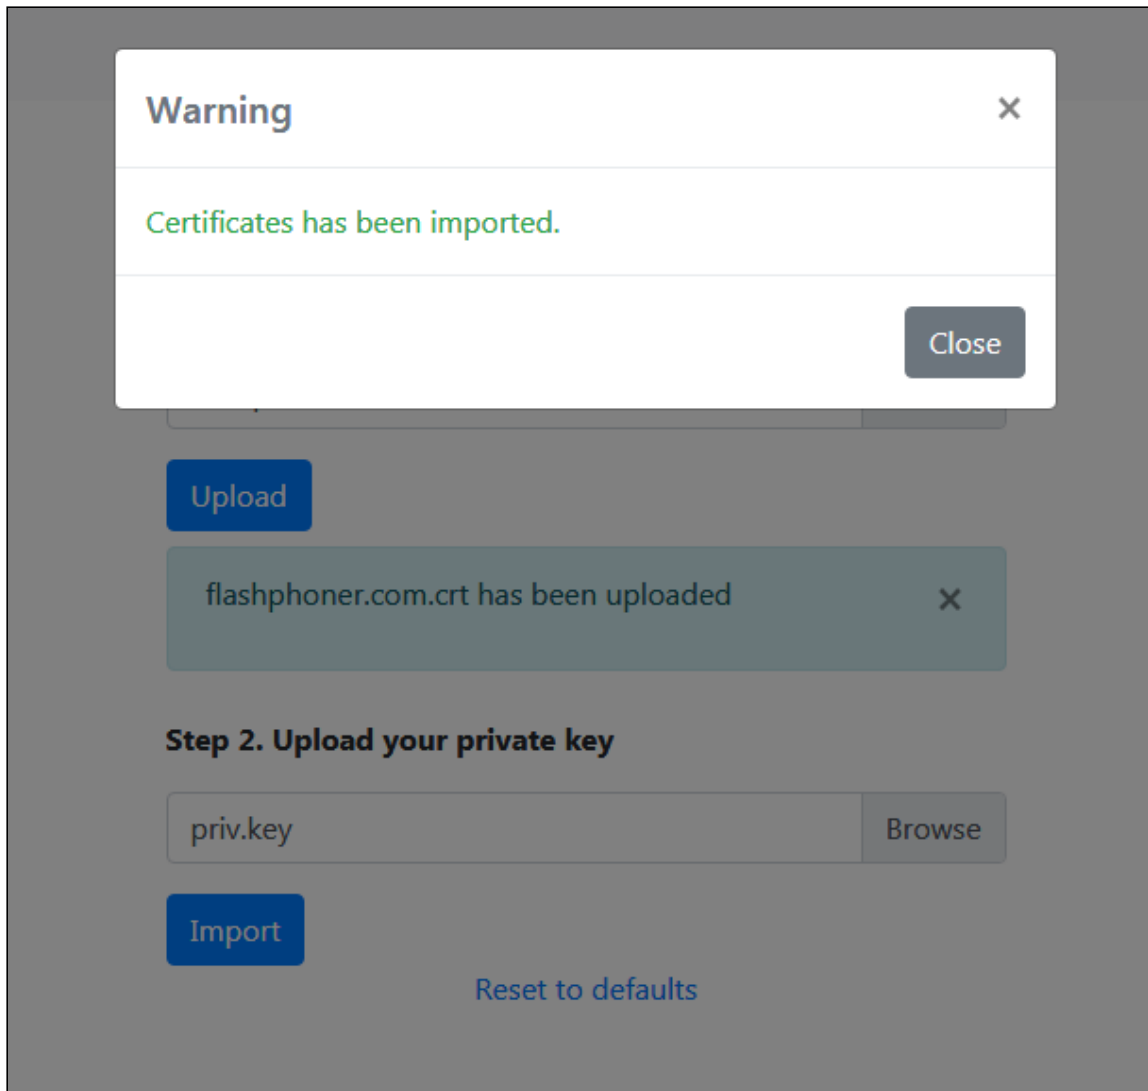 Warning
×
Certificates has been imported.
Close
Upload
flashphoner.com.crt has been uploaded
×
Step 2. Upload your private key
priv.key
Browse
Import
Reset to defaults